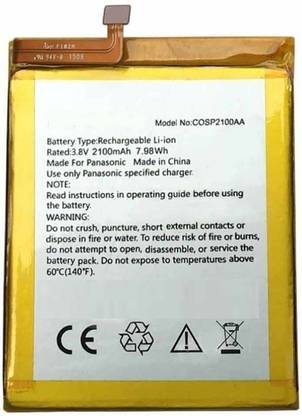 94V-0 1508
Model No:COSP2100AA
Battery Type:Rechargeable Li-ion
Rated:3.8V 2100mAh 7.98Wh
Made For Panasonic Made in China
Use only Panasonic specified charger.
NOTE:
Read instructions in operating guide before using
the battery.
WARNING:
Do not crush, puncture, short external contacts or
dispose in fire or water. To reduce risk of fire or burns,
do not attempt to open, disassemble, or service the
battery pack. Do not expose to temperatures above
60°C(140°F).
CE